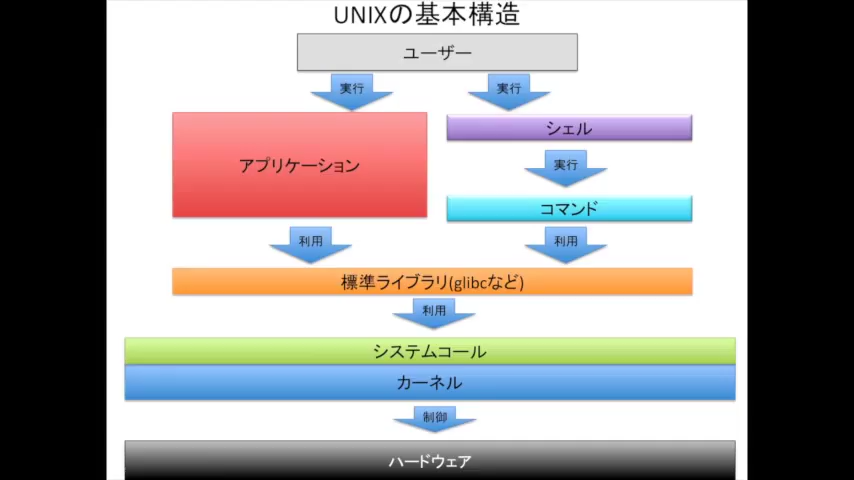 UNIXの基本構造
ユーザー
実行
実行
アプリケーション
シェル
実行
コマンド
利用
利用
標準ライブラリ(glibcなど)
利用
システムコール
カーネル
制御
ハードウェア